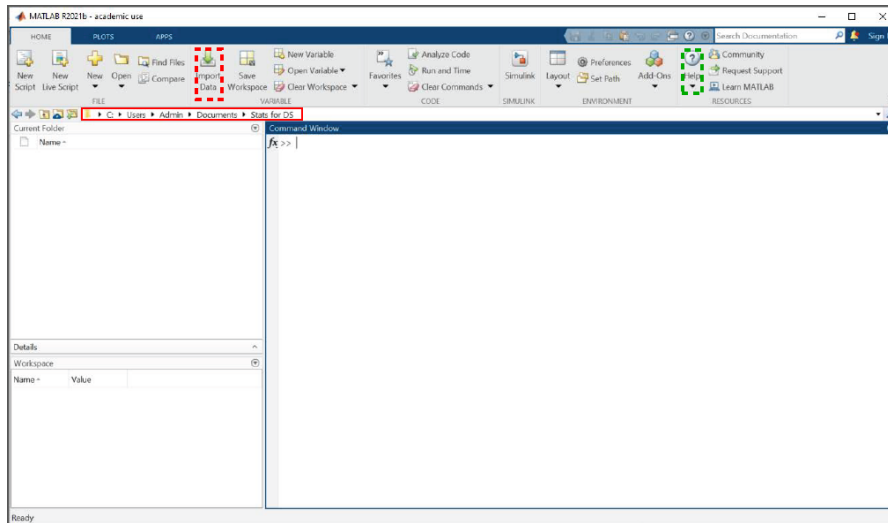 MATLAB R2021b - academic use
HOME PLOTS APPS
Search Documentation Sign
New Script
New Live Script
New
Open
Find Files
Compare
Import Data
Save Workspace
New Variable
Open Variable
Clear Workspace
Favorites
Analyze Code
Run and Time
Clear Commands
Simulink
Layout
Preferences
Set Path
Add-Ons
Help
Community
Request Support
Learn MATLAB
FILE VARIABLE CODE SIMULINK ENVIRONMENT RESOURCES
C: Users Admin Documents Stats for DS
Current Folder
Name
Command Window
fx >>
Details
Workspace
Name Value
Ready